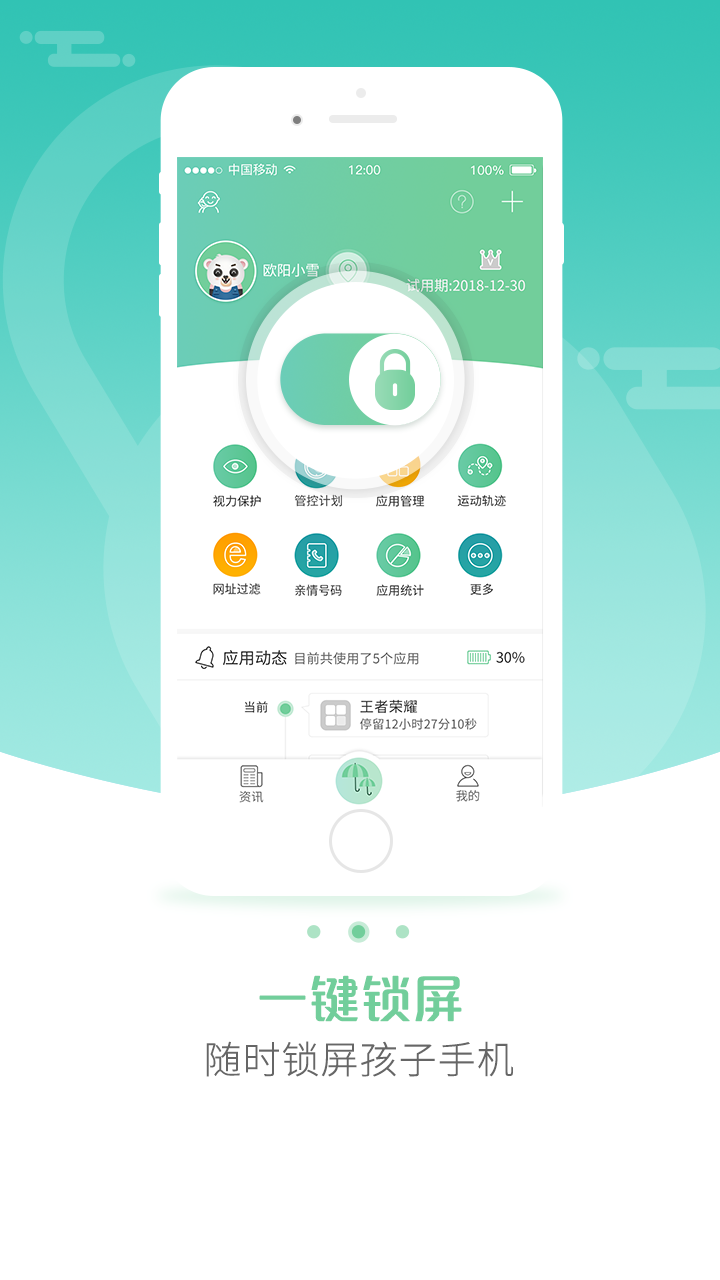 中国移动 12:00 100%
欧阳小雪
试用期:2018-12-30
视力保护 管控计划 应用管理 运动轨迹
网址过滤 亲情号码 应用统计 更多
应用动态 目前共使用了5个应用 30%
当前 王者荣耀
停留12小时27分10秒
资讯 我的
一键锁屏
随时锁屏孩子手机